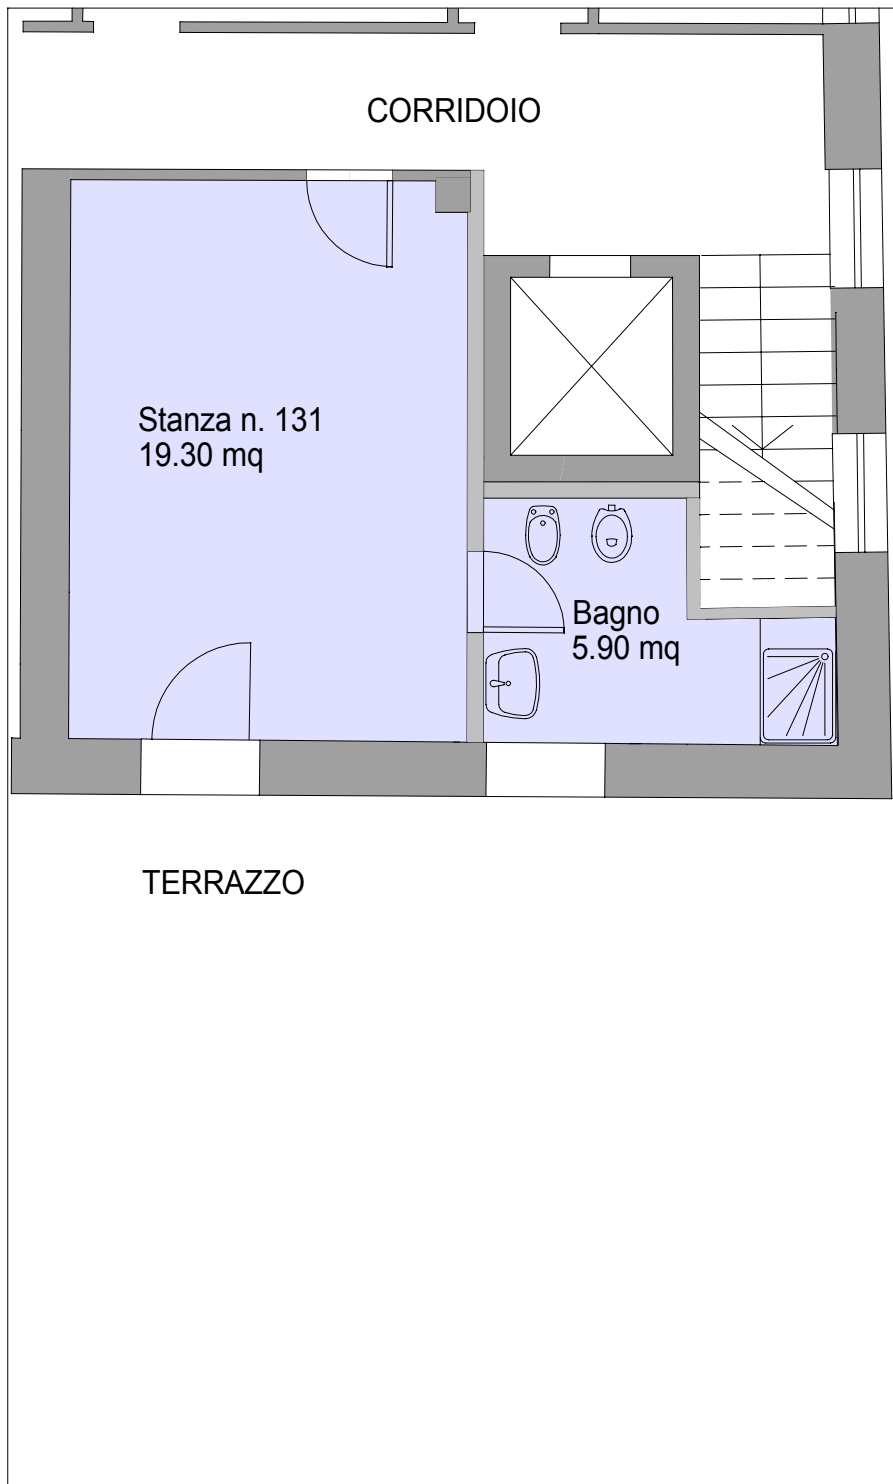 CORRIDOIO
Stanza n. 131
19.30 mq
Bagno
5.90 mq
TERRAZZO